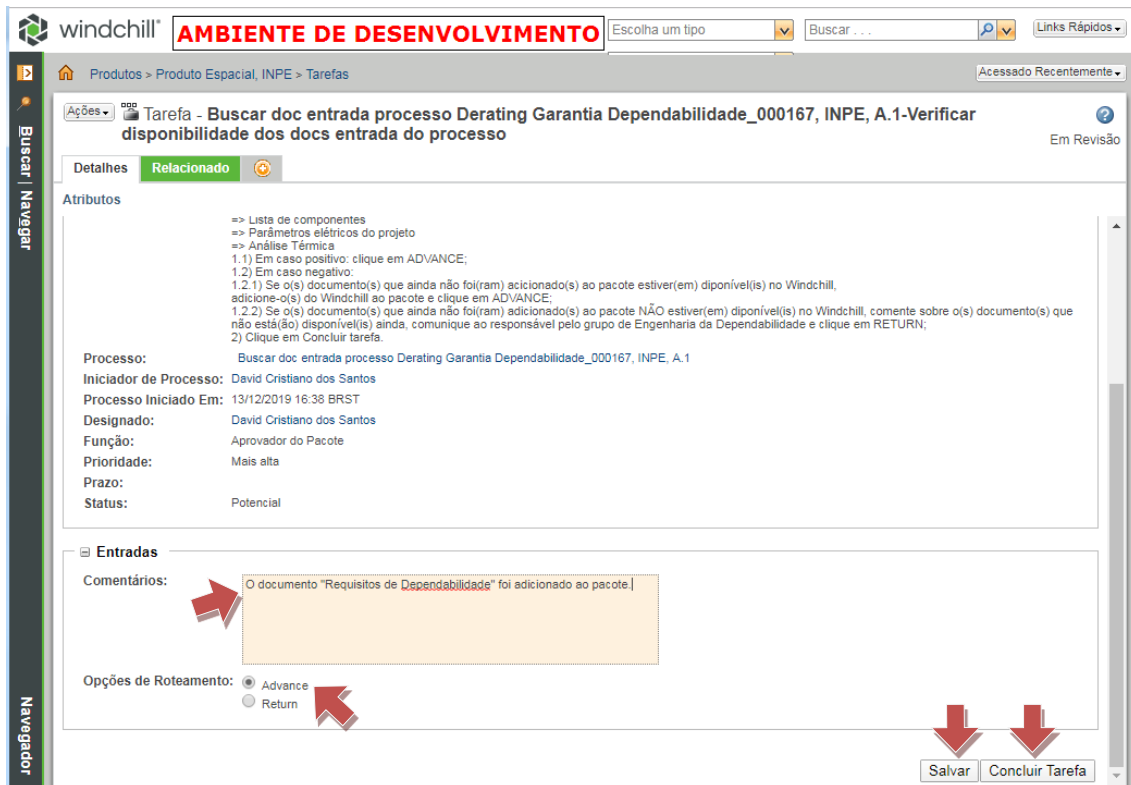 windchill
AMBIENTE DE DESENVOLVIMENTO
Escolha um tipo
Buscar . . .
Links Rápidos
Produtos > Produto Espacial, INPE > Tarefas
Acessado Recentemente
Ações
Tarefa - Buscar doc entrada processo Derating Garantia Dependabilidade_000167, INPE, A.1-Verificar
disponibilidade dos docs entrada do processo
Em Revisão
Buscar | Navegar
Detalhes
Relacionado
Atributos
=> Lista de componentes
=> Parâmetros elétricos do projeto
=> Análise Térmica
1.1) Em caso positivo: clique em ADVANCE;
1.2) Em caso negativo:
1.2.1) Se o(s) documento(s) que ainda não foi(ram) acicionado(s) ao pacote estiver(em) diponível(is) no Windchill,
adicione-o(s) do Windchill ao pacote e clique em ADVANCE;
1.2.2) Se o(s) documento(s) que ainda não foi(ram) adicionado(s) ao pacote NÃO estiver(em) diponível(is) no Windchill, comente sobre o(s) documento(s) que
não está(ão) disponível(is) ainda, comunique ao responsável pelo grupo de Engenharia da Dependabilidade e clique em RETURN;
2) Clique em Concluir tarefa.
Processo: Buscar doc entrada processo Derating Garantia Dependabilidade_000167, INPE, A.1
Iniciador de Processo: David Cristiano dos Santos
Processo Iniciado Em: 13/12/2019 16:38 BRST
Designado: David Cristiano dos Santos
Função: Aprovador do Pacote
Prioridade: Mais alta
Prazo:
Status: Potencial
Entradas
Comentários: O documento "Requisitos de Dependabilidade" foi adicionado ao pacote.
Opções de Roteamento: Advance
Return
Navegador
Salvar
Concluir Tarefa